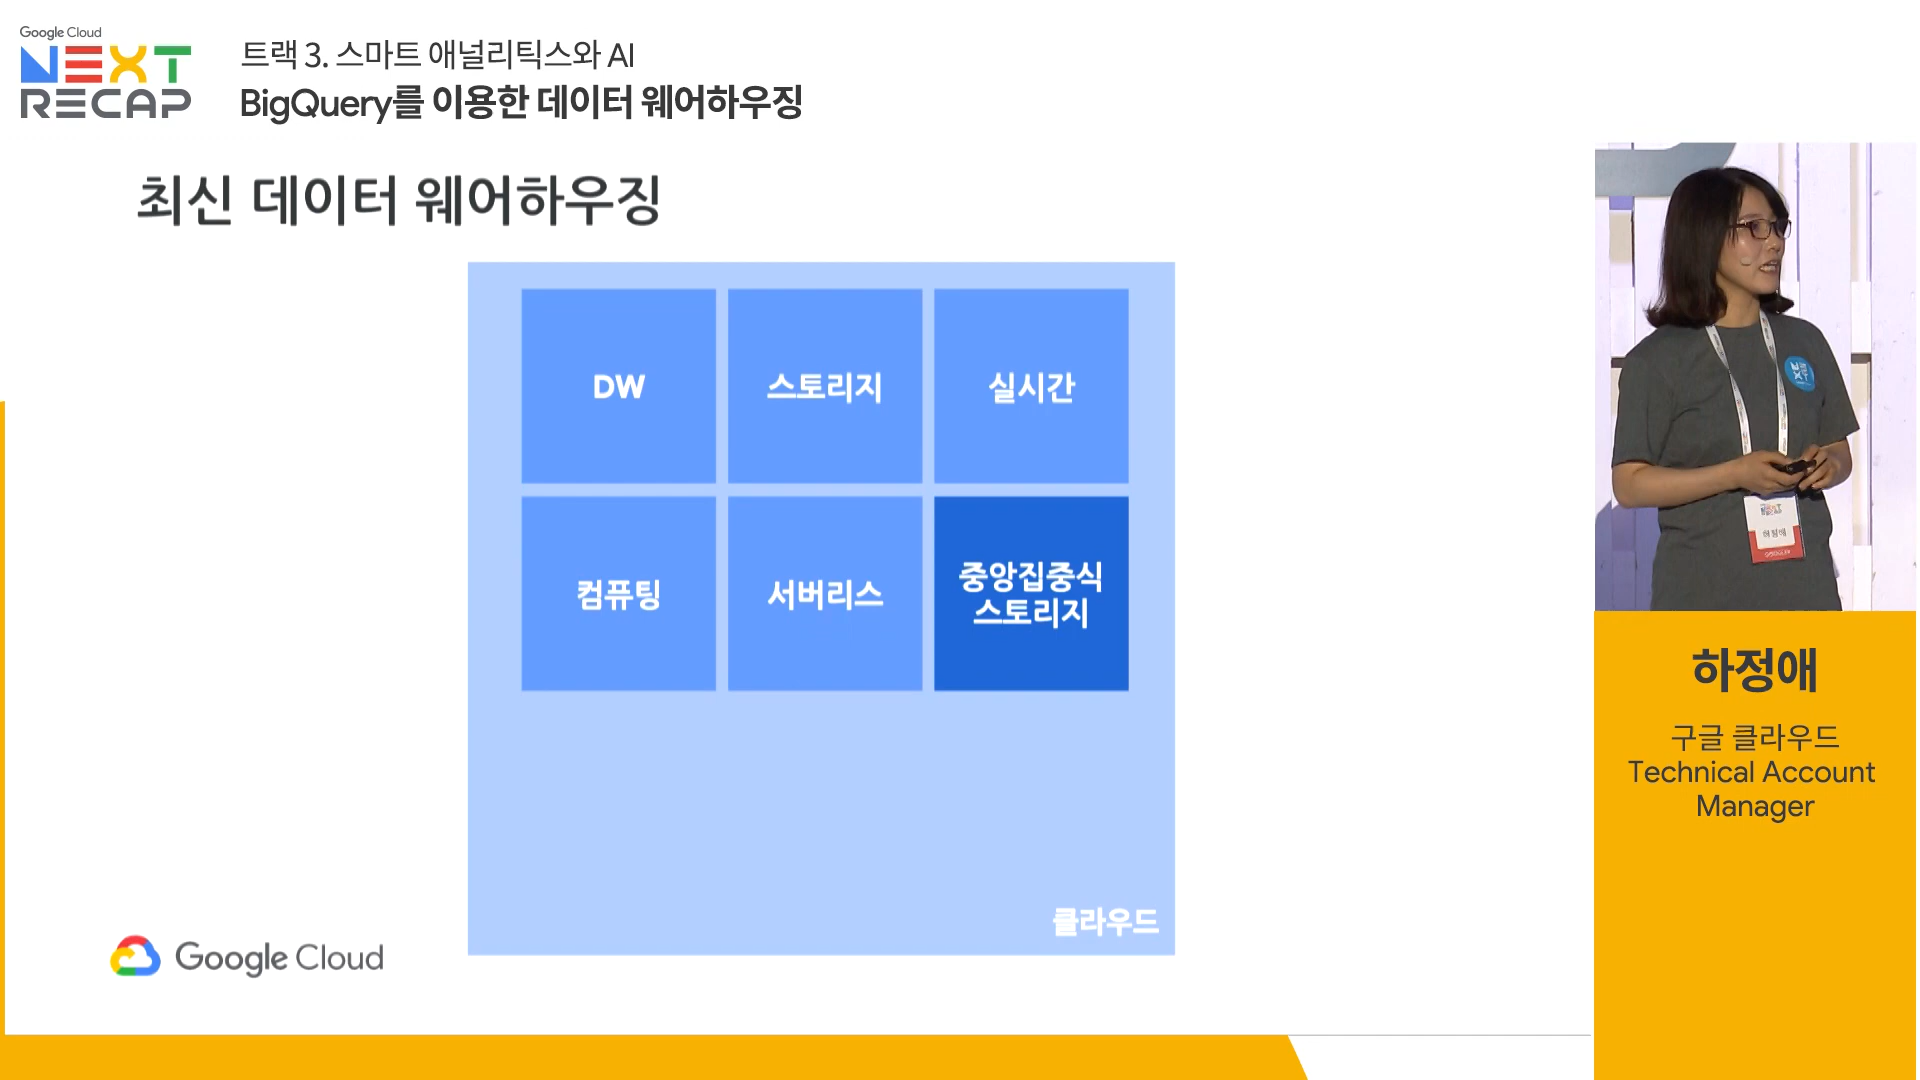 Google Cloud
NEXT
RECAP
트랙 3. 스마트 애널리틱스와 AI
BigQuery를 이용한 데이터 웨어하우징
최신 데이터 웨어하우징
DW
스토리지
실시간
컴퓨팅
서버리스
중앙집중식
스토리지
클라우드
Google Cloud
하정애
구글 클라우드
Technical Account
Manager